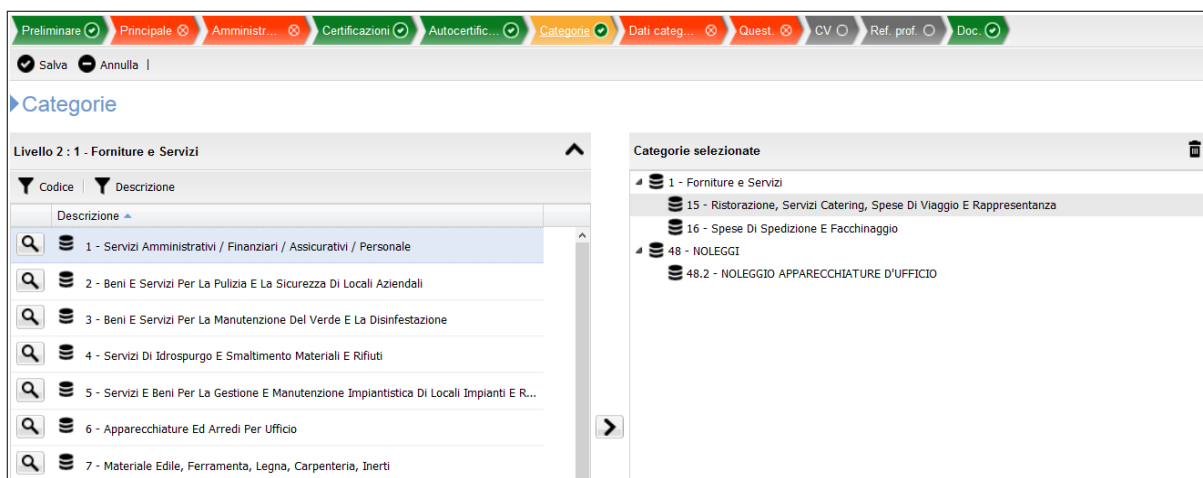 Preliminare Principale Amministr... Certificazioni Autocertific... Categorie Dati categ... Quest. CV Ref. prof. Doc.
Salva Annulla |
Categorie
Livello 2 : 1 - Forniture e Servizi
Codice Descrizione
Descrizione
1 - Servizi Amministrativi / Finanziari / Assicurativi / Personale
2 - Beni E Servizi Per La Pulizia E La Sicurezza Di Locali Aziendali
3 - Beni E Servizi Per La Manutenzione Del Verde E La Disinfestazione
4 - Servizi Di Idrospurgo E Smaltimento Materiali E Rifiuti
5 - Servizi E Beni Per La Gestione E Manutenzione Impiantistica Di Locali Impianti E R...
6 - Apparecchiature Ed Arredi Per Ufficio
7 - Materiale Edile, Ferramenta, Legna, Carpenteria, Inerti
Categorie selezionate
1 - Forniture e Servizi
15 - Ristorazione, Servizi Catering, Spese Di Viaggio E Rappresentanza
16 - Spese Di Spedizione E Facchinaggio
48 - NOLEGGI
48.2 - NOLEGGIO APPARECCHIATURE D'UFFICIO